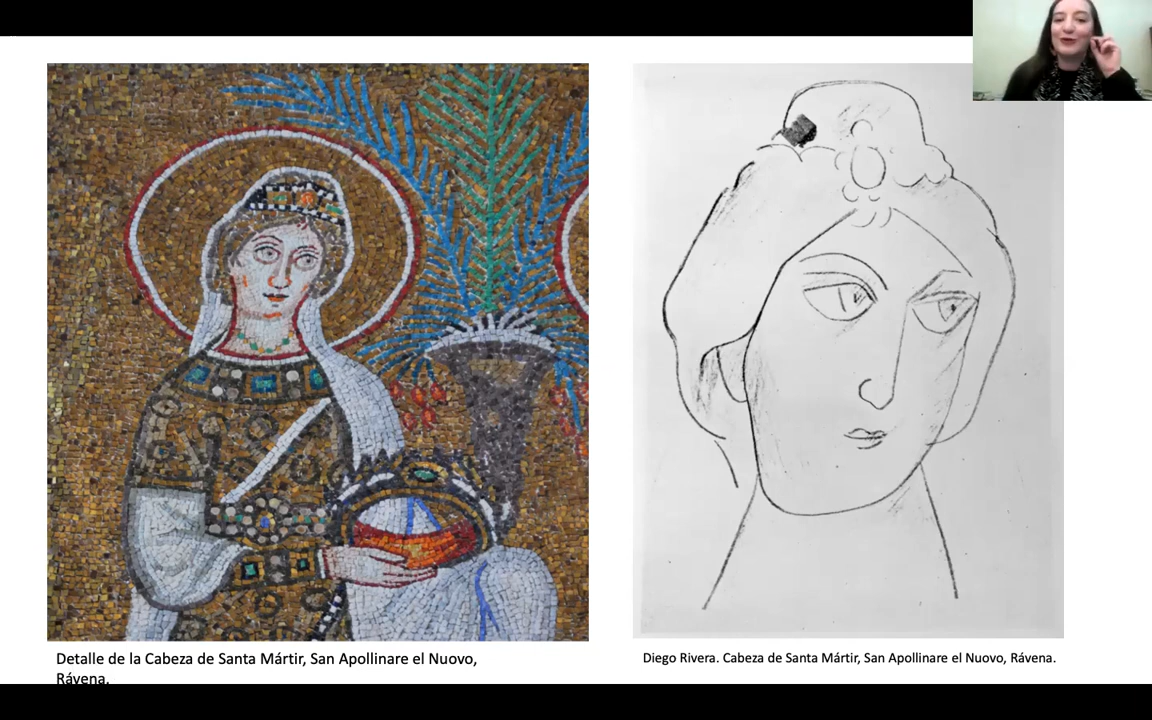 Detalle de la Cabeza de Santa Mártir, San Apollinare el Nuovo,
Rávena.
Diego Rivera. Cabeza de Santa Mártir, San Apollinare el Nuovo, Rávena.